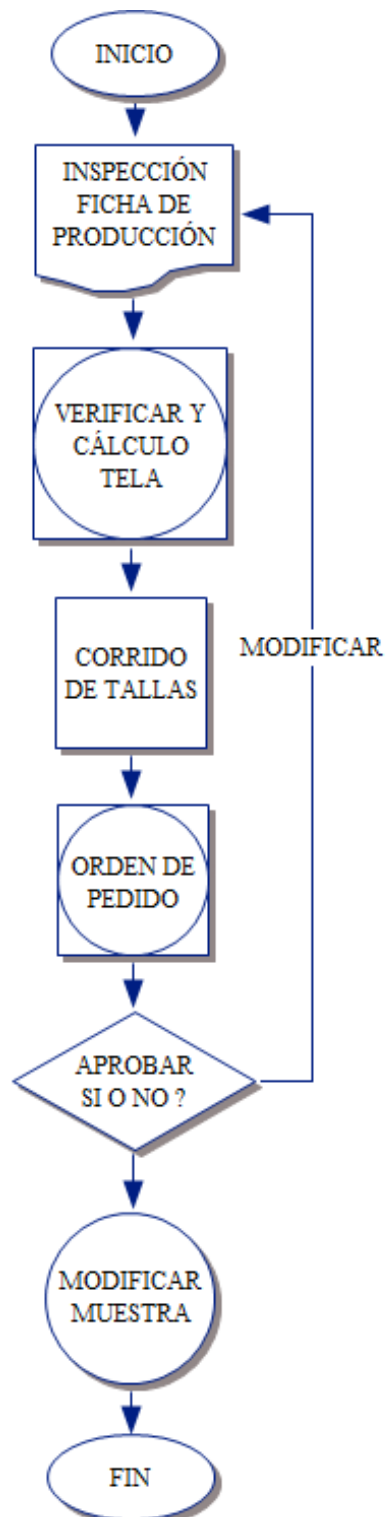 INICIO
INSPECCIÓN
FICHA DE
PRODUCCIÓN
VERIFICAR Y
CÁLCULO
TELA
CORRIDO
DE TALLAS
MODIFICAR
ORDEN DE
PEDIDO
APROBAR
SI O NO ?
MODIFICAR
MUESTRA
FIN